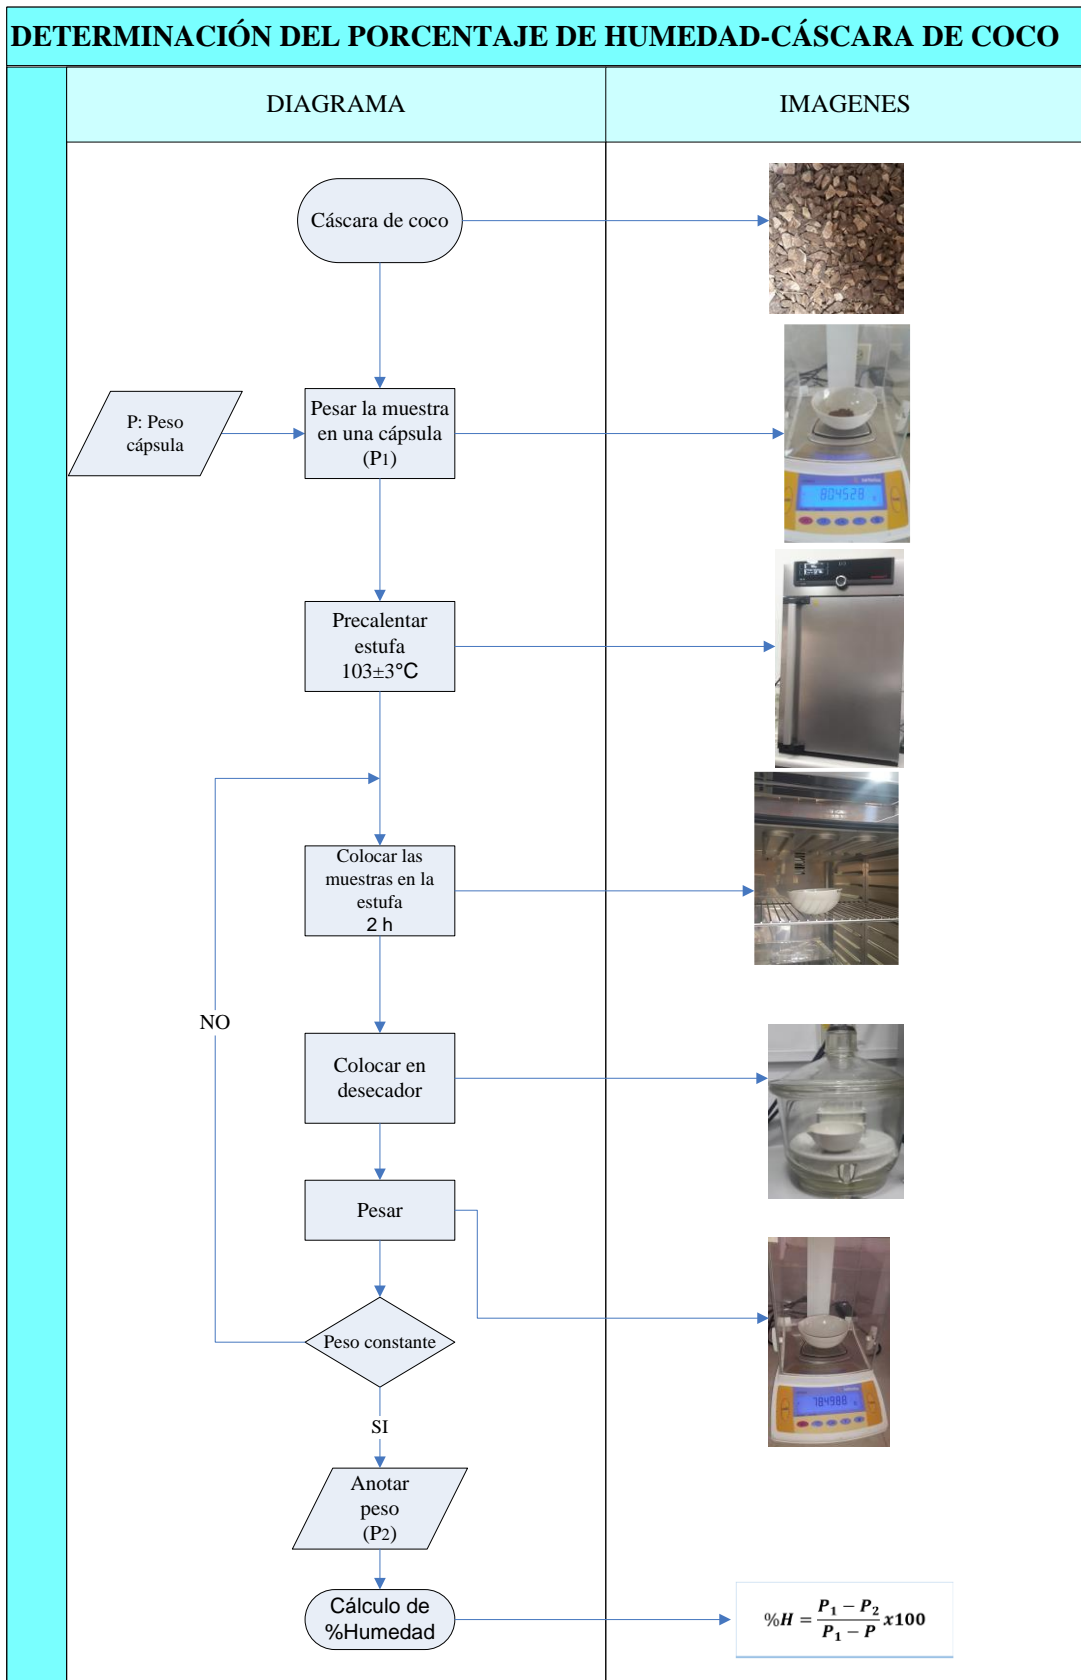 DETERMINACIÓN DEL PORCENTAJE DE HUMEDAD-CÁSCARA DE COCO
DIAGRAMA
IMAGENES
Cáscara de coco
P: Peso
cápsula
Pesar la muestra
en una cápsula
(P1)
804528
Precalentar
estufa
103±3°C
Colocar las
muestras en la
estufa
2 h
NO
Colocar en
desecador
Pesar
Peso constante
784988
SI
Anotar
peso
(P2)
Cálculo de
%Humedad
%H = (P₁ − P₂)/(P₁ − P) x100